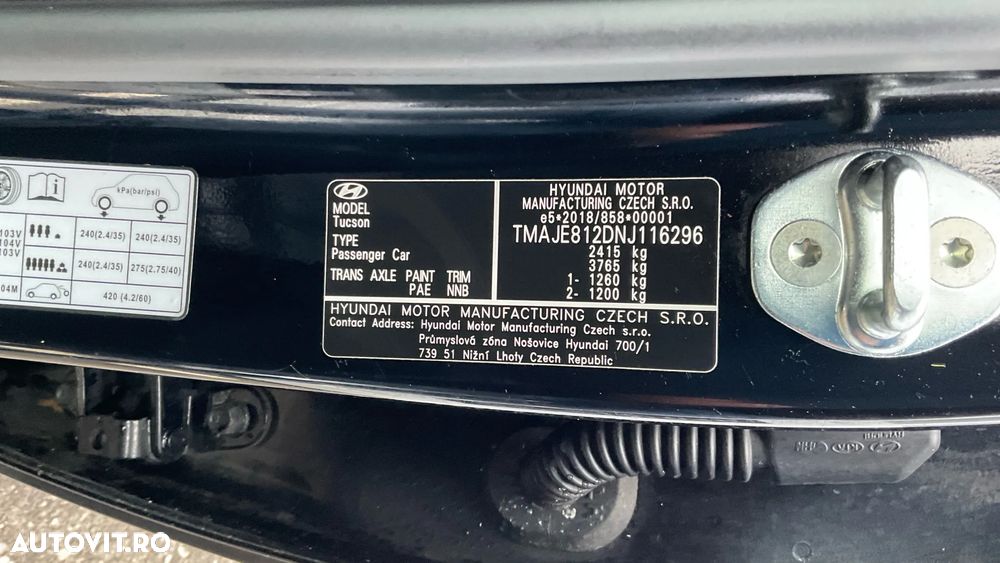 kPa(bar/psi)
103V
104V
103V
240(2.4/35) 240(2.4/35)
240(2.4/35) 275(2.75/40)
04M 420 (4.2/60)
MODEL
Tucson
TYPE
Passenger Car
TRANS AXLE PAINT TRIM
PAE NNB
HYUNDAI MOTOR
MANUFACTURING CZECH S.R.O.
e5*2018/858*00001
TMAJE812DNJ116296
2415 kg
3765 kg
1- 1260 kg
2- 1200 kg
HYUNDAI MOTOR MANUFACTURING CZECH S.R.O.
Contact Address: Hyundai Motor Manufacturing Czech s.r.o.
Průmyslová zóna Nošovice Hyundai 700/1
739 51 Nižní Lhoty Czech Republic
HYUNDAI
KIA
AUTOVIT.RO